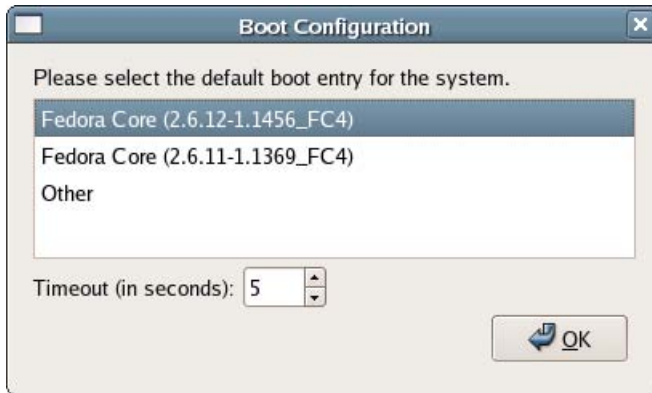 Boot Configuration
Please select the default boot entry for the system.
Fedora Core (2.6.12-1.1456_FC4)
Fedora Core (2.6.11-1.1369_FC4)
Other
Timeout (in seconds): 5
OK